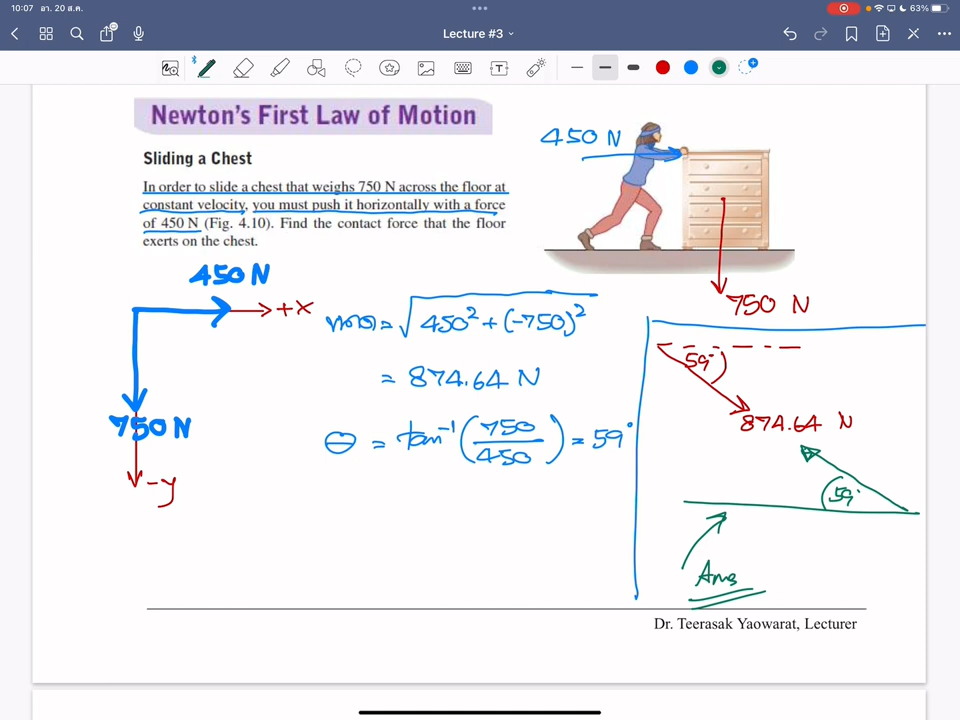 10:07 อา. 20 ส.ค.
63%
Lecture #3
Newton's First Law of Motion
Sliding a Chest
In order to slide a chest that weighs 750 N across the floor at
constant velocity, you must push it horizontally with a force
of 450 N (Fig. 4.10). Find the contact force that the floor
exerts on the chest.
450 N
750 N
450 N
+X
750 N
-y
= √450² + (-750)²
= 874.64 N
θ = tan⁻¹(750/450) = 59°
59°
874.64 N
59°
Ans
Dr. Teerasak Yaowarat, Lecturer